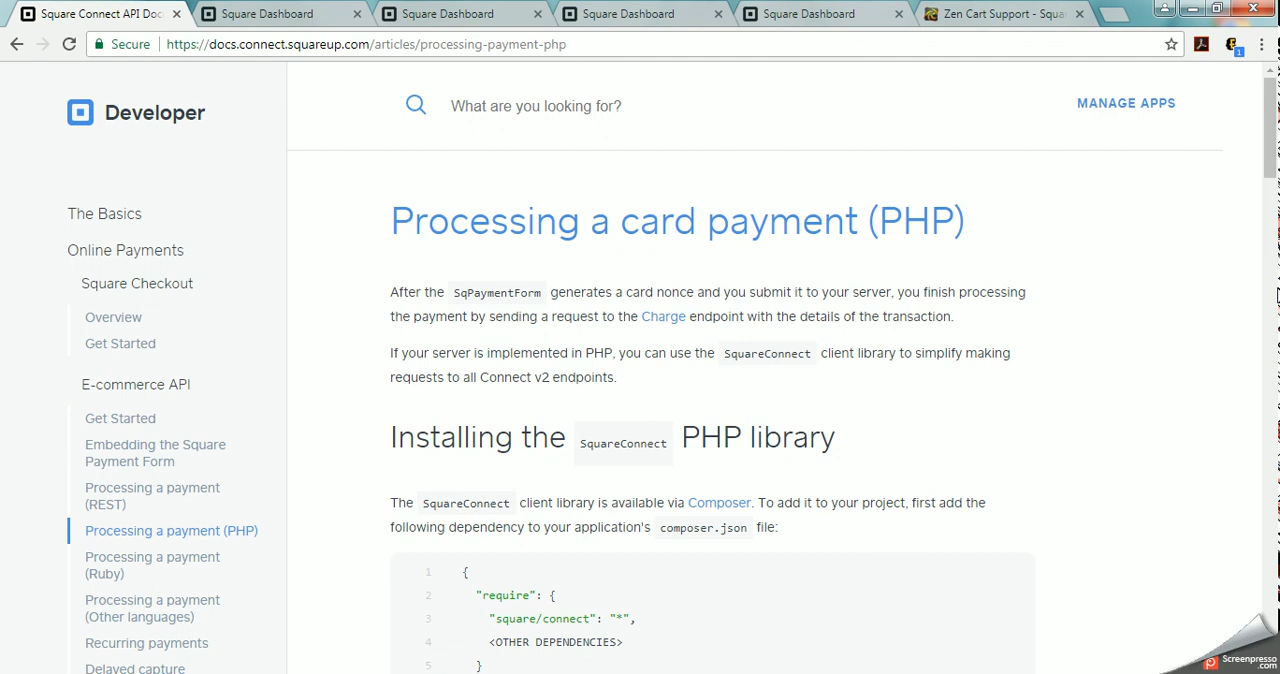 Square Connect API Doc
Square Dashboard
Square Dashboard
Square Dashboard
Square Dashboard
Zen Cart Support - Squa
Secure
https://docs.connect.squareup.com/articles/processing-payment-php
1
Developer
What are you looking for?
MANAGE APPS
The Basics
Online Payments
Square Checkout
Overview
Get Started
E-commerce API
Get Started
Embedding the Square
Payment Form
Processing a payment
(REST)
Processing a payment (PHP)
Processing a payment
(Ruby)
Processing a payment
(Other languages)
Recurring payments
Delayed capture
Processing a card payment (PHP)
After the SqPaymentForm generates a card nonce and you submit it to your server, you finish processing
the payment by sending a request to the Charge endpoint with the details of the transaction.
If your server is implemented in PHP, you can use the SquareConnect client library to simplify making
requests to all Connect v2 endpoints.
Installing the SquareConnect PHP library
The SquareConnect client library is available via Composer. To add it to your project, first add the
following dependency to your application's composer.json file:
1 {
2 "require": {
3 "square/connect": "*",
4 <OTHER DEPENDENCIES>
5 }
Screenpresso
.com